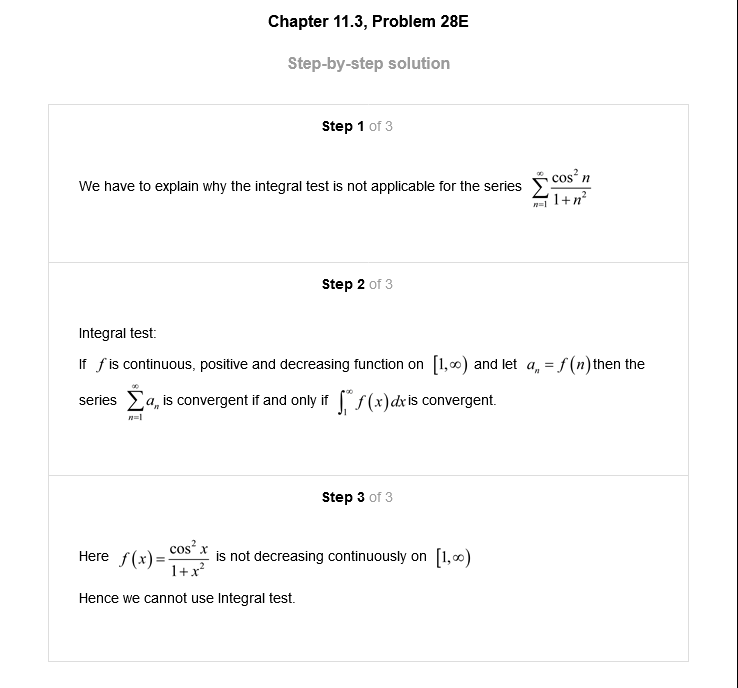 Chapter 11.3, Problem 28E
Step-by-step solution
Step 1 of 3
We have to explain why the integral test is not applicable for the series $\sum_{n=1}^{\infty} \frac{\cos^2 n}{1+n^2}$
Step 2 of 3
Integral test:
If $f$ is continuous, positive and decreasing function on $[1,\infty)$ and let $a_n = f(n)$ then the
series $\sum_{n=1}^{\infty} a_n$ is convergent if and only if $\int_1^{\infty} f(x)dx$ is convergent.
Step 3 of 3
Here $f(x) = \frac{\cos^2 x}{1+x^2}$ is not decreasing continuously on $[1,\infty)$
Hence we cannot use Integral test.